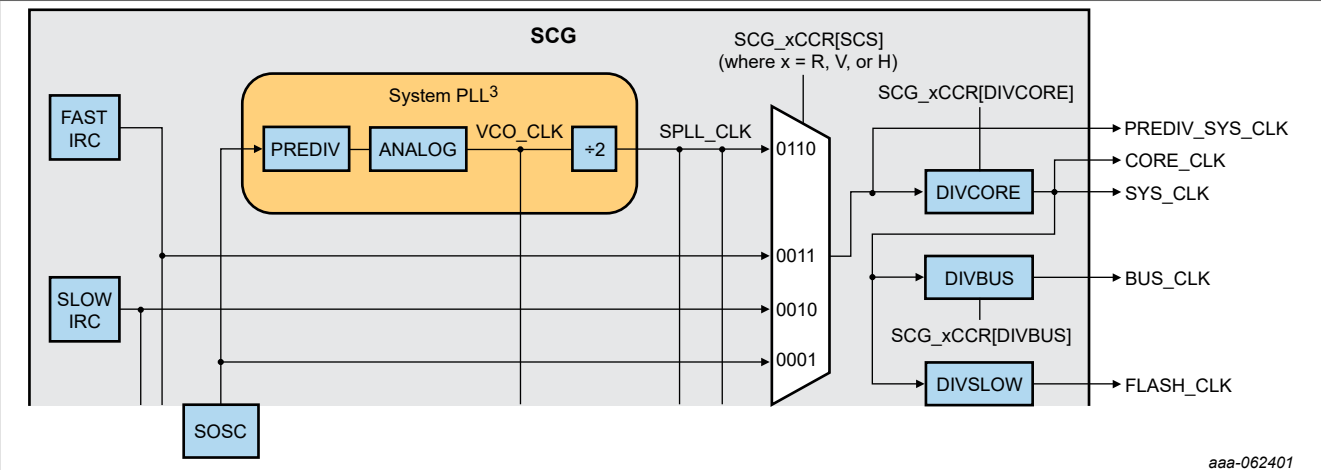 SCG
SCG_xCCR[SCS]
(where x = R, V, or H)
System PLL3
SCG_xCCR[DIVCORE]
FAST
IRC
PREDIV
ANALOG
VCO_CLK
÷2
SPLL_CLK
0110
PREDIV_SYS_CLK
CORE_CLK
DIVCORE
SYS_CLK
0011
SLOW
IRC
0010
DIVBUS
BUS_CLK
SCG_xCCR[DIVBUS]
0001
DIVSLOW
FLASH_CLK
SOSC
aaa-062401